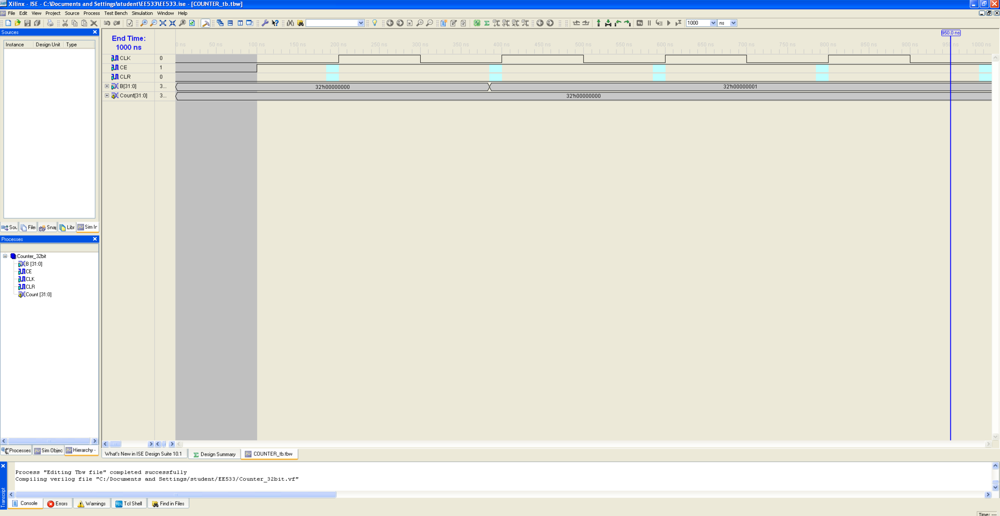 Xilinx - ISE - C:\Documents and Settings\student\EE533\EE533.ise - [COUNTER_tb.tbw]
File Edit View Project Source Process Test Bench Simulation Window Help
1000 ns
Sources
Instance Design Unit Type
Sou File Snap Libr Sim In
Processes
Counter_32bit
B [31:0]
CE
CLK
CLR
Count [31:0]
Processes Sim Objec Hierarchy -
End Time:
1000 ns
950.0 ns
0 ns 50 ns 100 ns 150 ns 200 ns 250 ns 300 ns 350 ns 400 ns 450 ns 500 ns 550 ns 600 ns 650 ns 700 ns 750 ns 800 ns 850 ns 900 ns 950 ns 1000 ns
CLK 0
CE 1
CLR 0
B[31:0] 3... 32'h00000000 32'h00000001
Count[31:0] 3... 32'h00000000
What's New in ISE Design Suite 10.1 Design Summary COUNTER_tb.tbw
Process "Editing Tbw file" completed successfully
Compiling verilog file "C:/Documents and Settings/student/EE533/Counter_32bit.vf"
Transcript
Console Errors Warnings Tcl Shell Find in Files
Time: ---